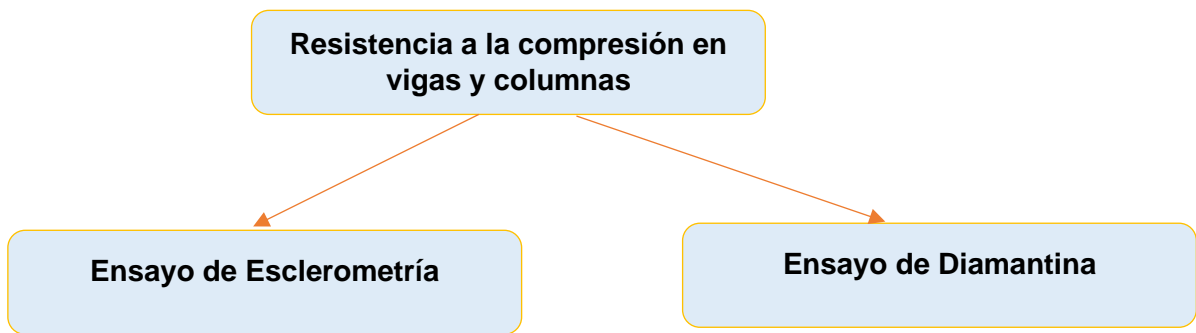 Resistencia a la compresión en
vigas y columnas
Ensayo de Esclerometría
Ensayo de Diamantina